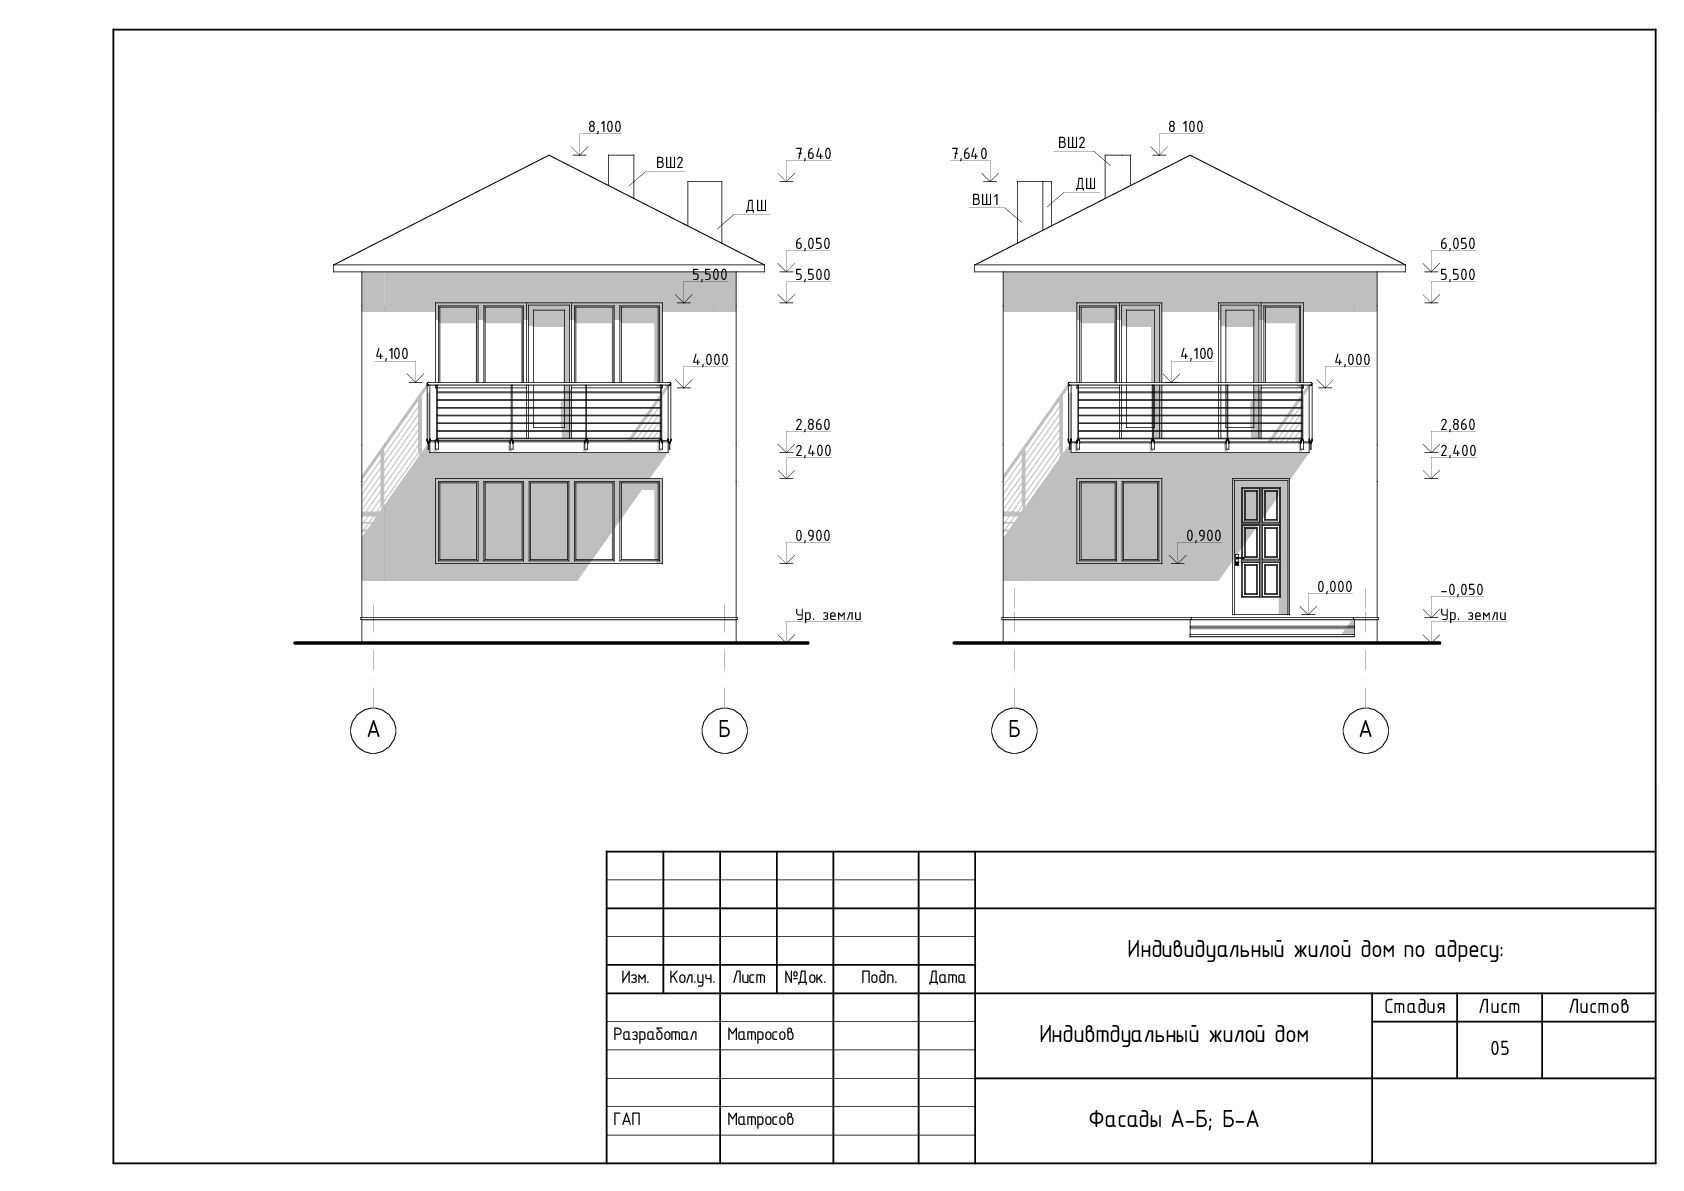 8,100
ВШ2
7,640
ДШ
6,050
5,500
5,500
4,100
4,000
2,860
2,400
0,900
Ур. земли
А
Б
8 100
ВШ2
7,640
ДШ
ВШ1
6,050
5,500
4,100
4,000
2,860
2,400
0,900
0,000
-0,050
Ур. земли
Б
А
Индивидуальный жилой дом по адресу:
Изм. Кол.уч. Лист №Док. Подп. Дата
Разработал Матросов
ГАП Матросов
Индивтдуальный жилой дом
Стадия Лист Листов
05
Фасады А-Б; Б-А